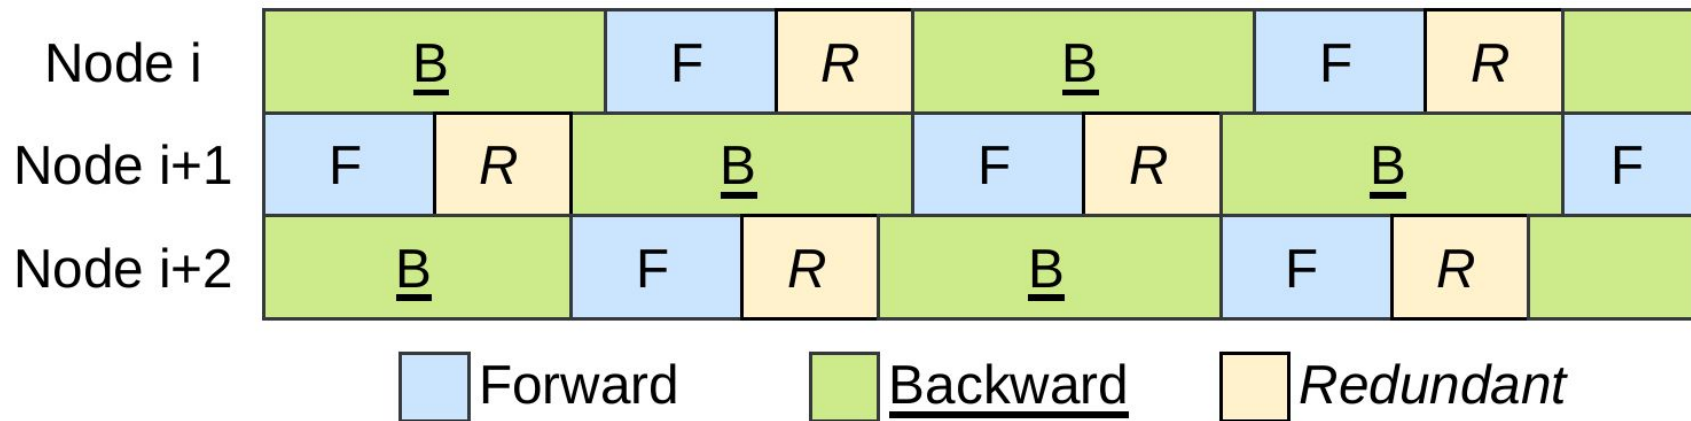 Node i B F R B F R
Node i+1 F R B F R B F
Node i+2 B F R B F R
Forward Backward Redundant